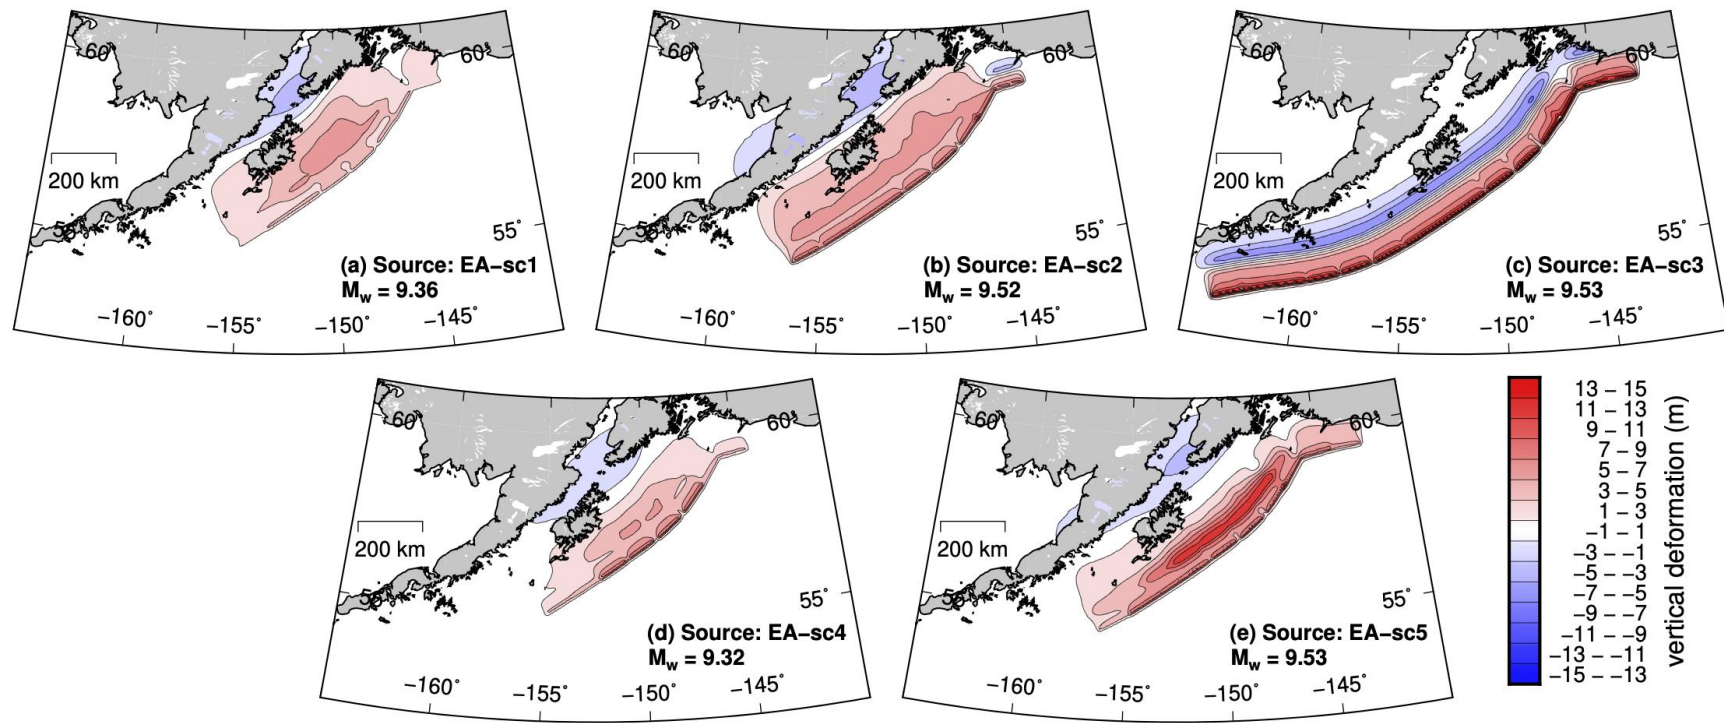 60˚
60˚
200 km
55˚
55˚
(a) Source: EA−sc1
Mw = 9.36
−160˚
−155˚
−150˚
−145˚
60˚
60˚
200 km
55˚
55˚
(b) Source: EA−sc2
Mw = 9.52
−160˚
−155˚
−150˚
−145˚
60˚
60˚
200 km
55˚
55˚
(c) Source: EA−sc3
Mw = 9.53
−160˚
−155˚
−150˚
−145˚
60˚
60˚
200 km
55˚
55˚
(d) Source: EA−sc4
Mw = 9.32
−160˚
−155˚
−150˚
−145˚
60˚
60˚
200 km
55˚
55˚
(e) Source: EA−sc5
Mw = 9.53
−160˚
−155˚
−150˚
−145˚
13 − 15
11 − 13
9 − 11
7 − 9
5 − 7
3 − 5
1 − 3
−1 − 1
−3 − −1
−5 − −3
−7 − −5
−9 − −7
−11 − −9
−13 − −11
−15 − −13
vertical deformation (m)